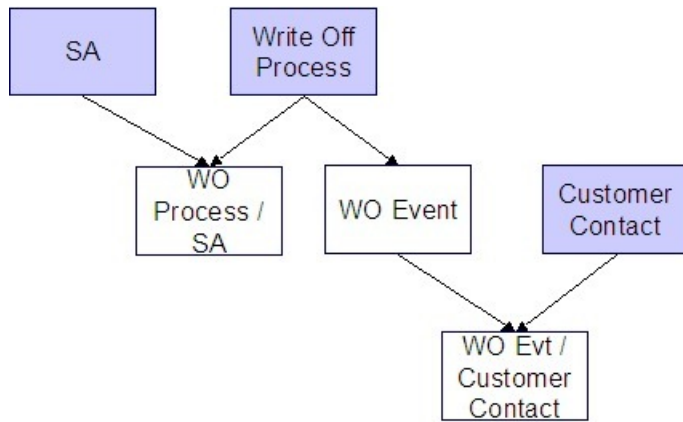 SA
Write Off
Process
WO
Process /
SA
WO Event
Customer
Contact
WO Evt /
Customer
Contact